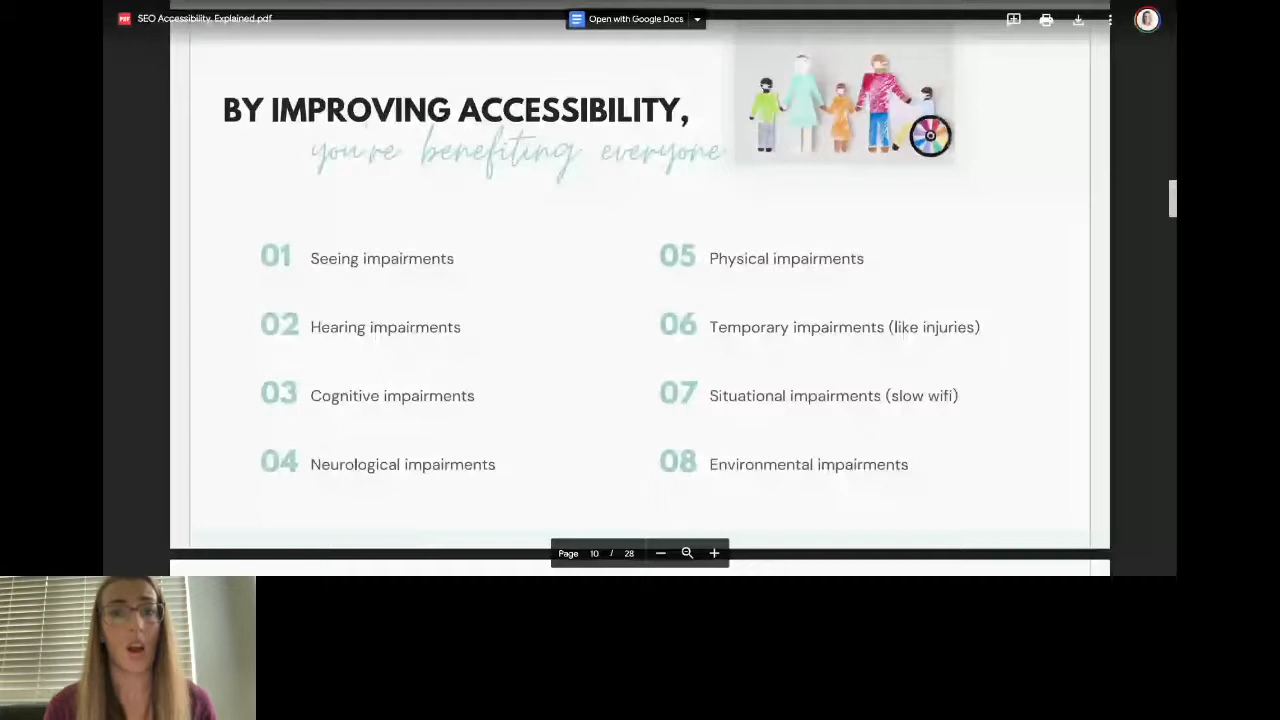 SEO Accessibility, Explained.pdf
Open with Google Docs
BY IMPROVING ACCESSIBILITY,
you're benefiting everyone
01 Seeing impairments
02 Hearing impairments
03 Cognitive impairments
04 Neurological impairments
05 Physical impairments
06 Temporary impairments (like injuries)
07 Situational impairments (slow wifi)
08 Environmental impairments
Page 10 / 28